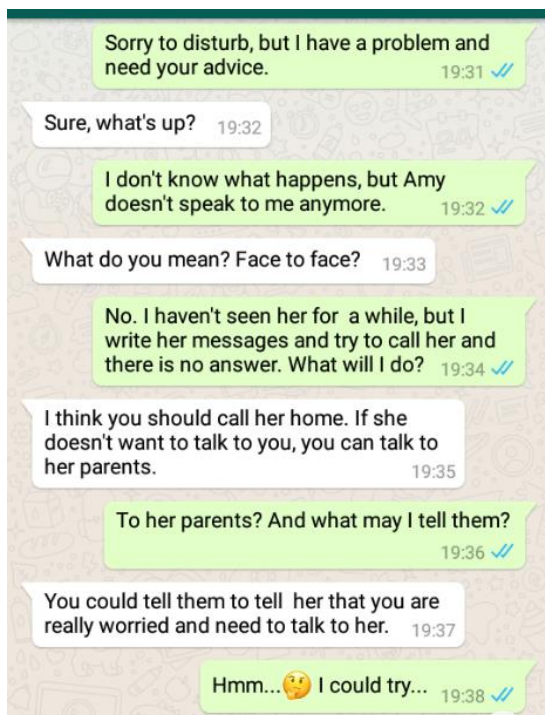 Sorry to disturb, but I have a problem and
need your advice.
19:31
Sure, what's up? 19:32
I don't know what happens, but Amy
doesn't speak to me anymore. 19:32
What do you mean? Face to face? 19:33
No. I haven't seen her for  a while, but I
write her messages and try to call her and
there is no answer. What will I do? 19:34
I think you should call her home. If she
doesn't want to talk to you, you can talk to
her parents. 19:35
To her parents? And what may I tell them?
19:36
You could tell them to tell  her that you are
really worried and need to talk to her. 19:37
Hmm...🤔 I could try... 19:38